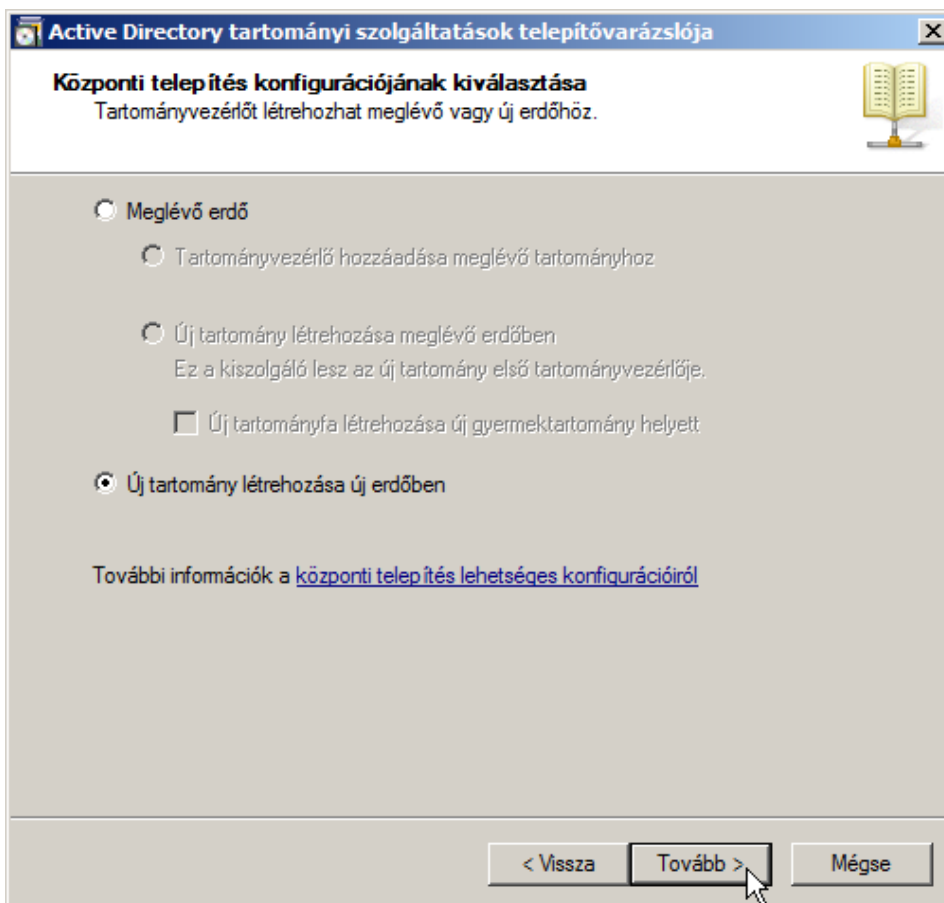 Active Directory tartományi szolgáltatások telepítővarázslója
Központi telepítés konfigurációjának kiválasztása
Tartományvezérlőt létrehozhat meglévő vagy új erdőhöz.
Meglévő erdő
Tartományvezérlő hozzáadása meglévő tartományhoz
Új tartomány létrehozása meglévő erdőben
Ez a kiszolgáló lesz az új tartomány első tartományvezérlője.
Új tartományfa létrehozása új gyermektartomány helyett
Új tartomány létrehozása új erdőben
További információk a központi telepítés lehetséges konfigurációiról
< Vissza Tovább > Mégse